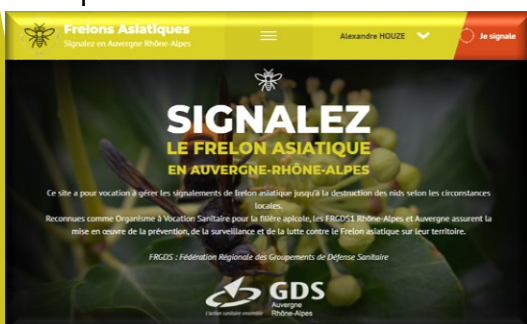 Frelons Asiatiques
Signalez en Auvergne Rhône-Alpes
Alexandre HOUZE
Je signale
SIGNALEZ
LE FRELON ASIATIQUE
EN AUVERGNE-RHÔNE-ALPES
Ce site a pour vocation à gérer les signalements de frelon asiatique jusqu'à la destruction des nids selon les circonstances
locales.
Reconnues comme Organisme à Vocation Sanitaire pour la filière apicole, les FRGDS1 Rhône-Alpes et Auvergne assurent la
mise en œuvre de la prévention, de la surveillance et de la lutte contre le Frelon asiatique sur leur territoire.
FRGDS : Fédération Régionale des Groupements de Défense Sanitaire
GDS
Auvergne
Rhône-Alpes
L'action sanitaire ensemble